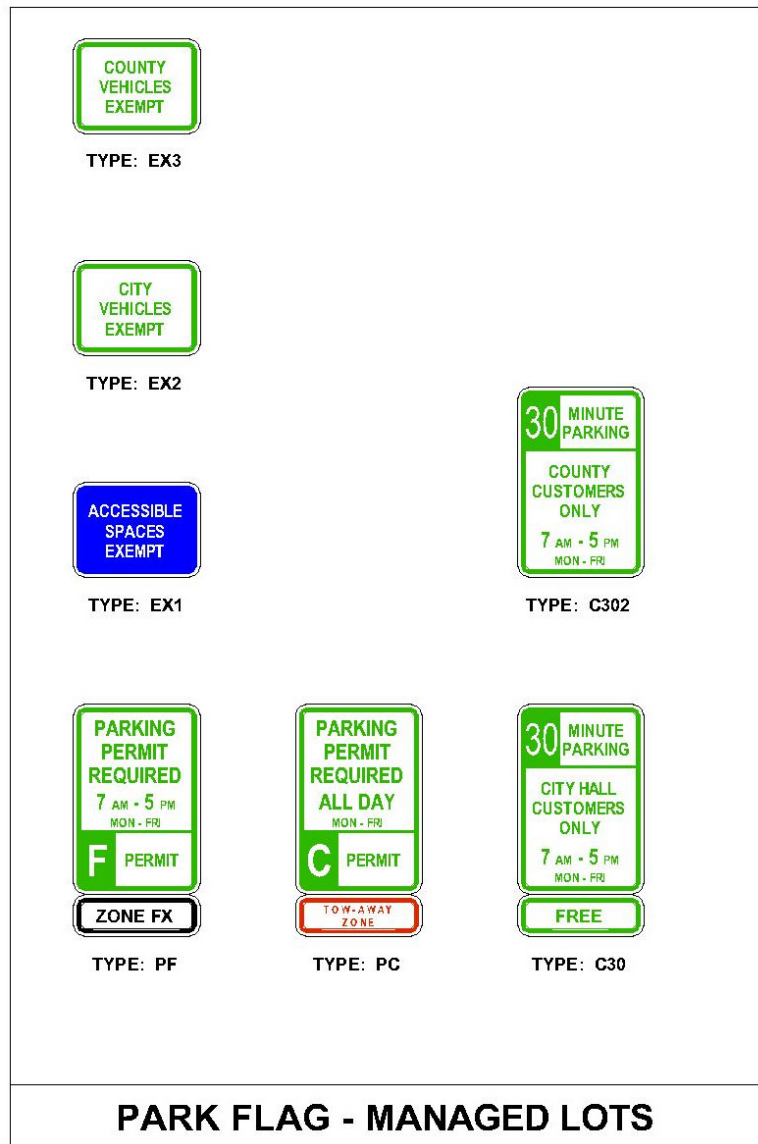 COUNTY
VEHICLES
EXEMPT
TYPE: EX3
CITY
VEHICLES
EXEMPT
TYPE: EX2
30 MINUTE
PARKING
COUNTY
CUSTOMERS
ONLY
7 AM - 5 PM
MON - FRI
TYPE: C302
ACCESSIBLE
SPACES
EXEMPT
TYPE: EX1
PARKING
PERMIT
REQUIRED
7 AM - 5 PM
MON - FRI
F PERMIT
ZONE FX
TYPE: PF
PARKING
PERMIT
REQUIRED
ALL DAY
MON - FRI
C PERMIT
TOW-AWAY
ZONE
TYPE: PC
30 MINUTE
PARKING
CITY HALL
CUSTOMERS
ONLY
7 AM - 5 PM
MON - FRI
FREE
TYPE: C30
PARK FLAG - MANAGED LOTS